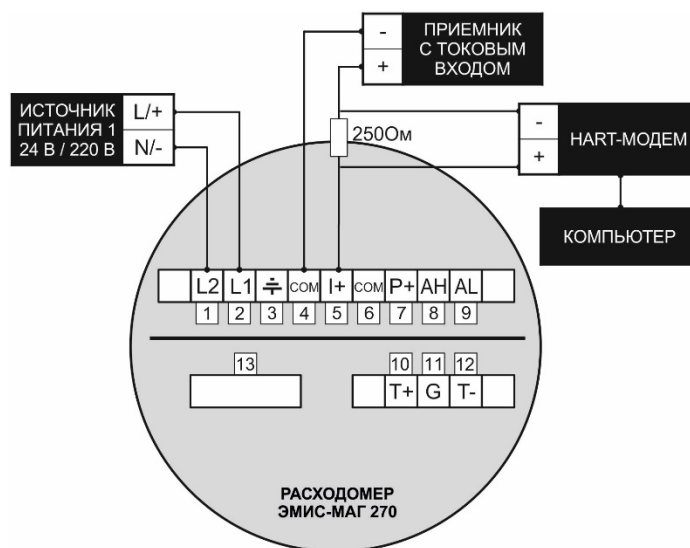 -
+
ПРИЕМНИК
С ТОКОВЫМ
ВХОДОМ
ИСТОЧНИК
ПИТАНИЯ 1
24 В / 220 В
L/+
N/-
250Ом
-
+
HART-МОДЕМ
КОМПЬЮТЕР
L2 L1 COM I+ COM P+ AH AL
1 2 3 4 5 6 7 8 9
13
10 11 12
T+ G T-
РАСХОДОМЕР
ЭМИС-МАГ 270